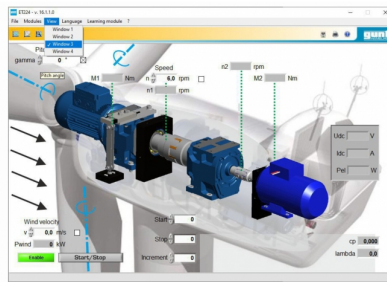 ET224 - v. 16.1.1.0
File Modules View Lenguage Learning module ?
Window 1
Window 2
✓ Window 3
Window 4
gunt
gamma 0 °
Pitch angle
M1 Nm
Speed
n 6,0 rpm
n1 rpm
n2 rpm
M2 Nm
Udc V
Idc A
Pel W
Wind velocity
v 0,0 m/s
Pwind 0 kW
Enable Start/Stop
Start 0
Stop 0
Increment 0
cp 0,000
lambda 0,0